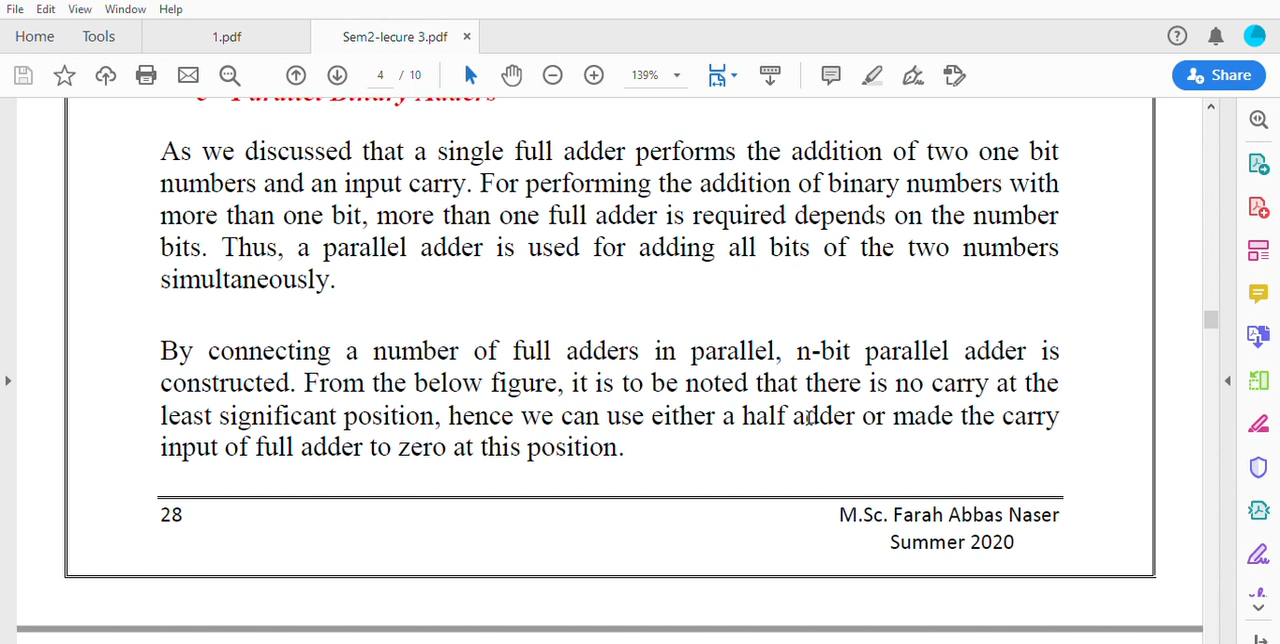 File Edit View Window Help
Home Tools 1.pdf Sem2-lecure 3.pdf
4 / 10 139% Share
Parallel Binary Adders
As we discussed that a single full adder performs the addition of two one bit
numbers and an input carry. For performing the addition of binary numbers with
more than one bit, more than one full adder is required depends on the number
bits. Thus, a parallel adder is used for adding all bits of the two numbers
simultaneously.
By connecting a number of full adders in parallel, n-bit parallel adder is
constructed. From the below figure, it is to be noted that there is no carry at the
least significant position, hence we can use either a half adder or made the carry
input of full adder to zero at this position.
28 M.Sc. Farah Abbas Naser
Summer 2020